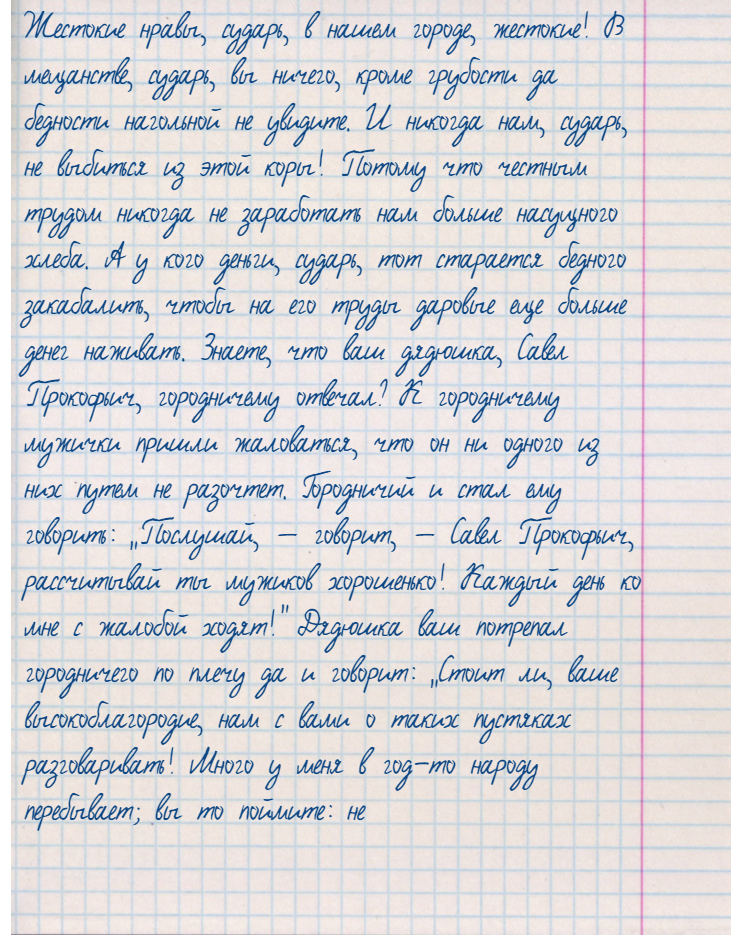 Жестокие нравы, сударь, в нашем городе, жестокие! В
мещанстве, сударь, вы ничего, кроме грубости да
бедности нагольной не увидите. И никогда нам, сударь,
не выбиться из этой коры! Потому что честным
трудом никогда не заработать нам больше насущного
хлеба. А у кого деньги, сударь, тот старается бедного
закабалить, чтобы на его труды даровые еще больше
денег наживать. Знаете, что ваш дядюшка, Савел
Прокофьич, городничему отвечал? К городничему
мужички пришли жаловаться, что он ни одного из
них путем не разочтет. Городничий и стал ему
говорить: „Послушай, — говорит, — Савел Прокофьич,
рассчитывай ты мужиков хорошенько! Каждый день ко
мне с жалобой ходят!" Дядюшка ваш потрепал
городничего по плечу да и говорит: „Стоит ли, ваше
высокоблагородие, нам с вами о таких пустяках
разговаривать! Много у меня в год-то народу
перебывает; вы то поймите: не